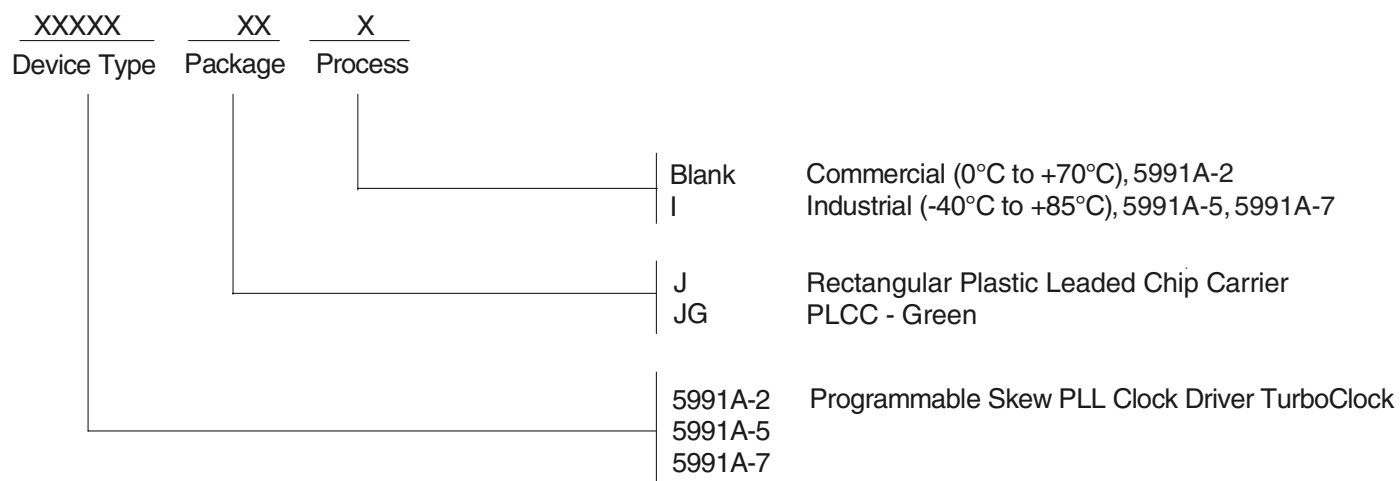 XXXXX XX X
Device Type Package Process
Blank Commercial (0°C to +70°C), 5991A-2
I Industrial (-40°C to +85°C), 5991A-5, 5991A-7
J Rectangular Plastic Leaded Chip Carrier
JG PLCC - Green
5991A-2 Programmable Skew PLL Clock Driver TurboClock
5991A-5
5991A-7